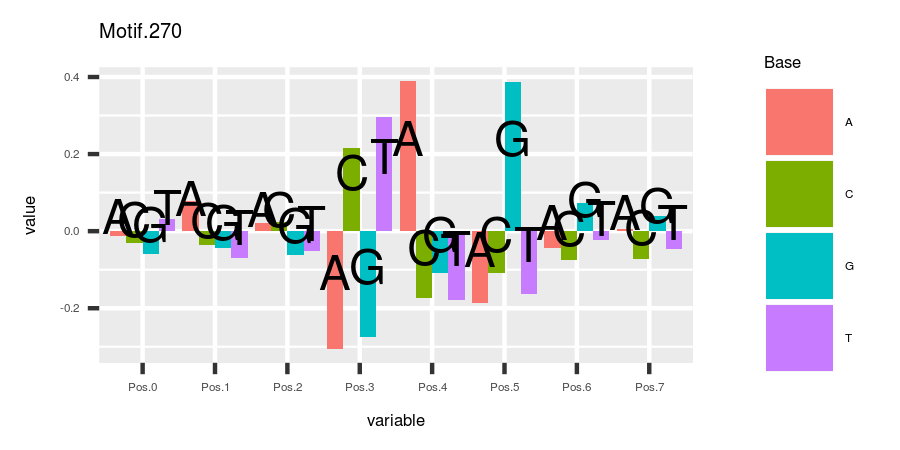 Motif.270
0.4
0.2
0.0
-0.2
value
A C G T A C G T A C G T A C G T A C G T A C G T A C G T A C G T
Pos.0 Pos.1 Pos.2 Pos.3 Pos.4 Pos.5 Pos.6 Pos.7
variable
Base
A
C
G
T